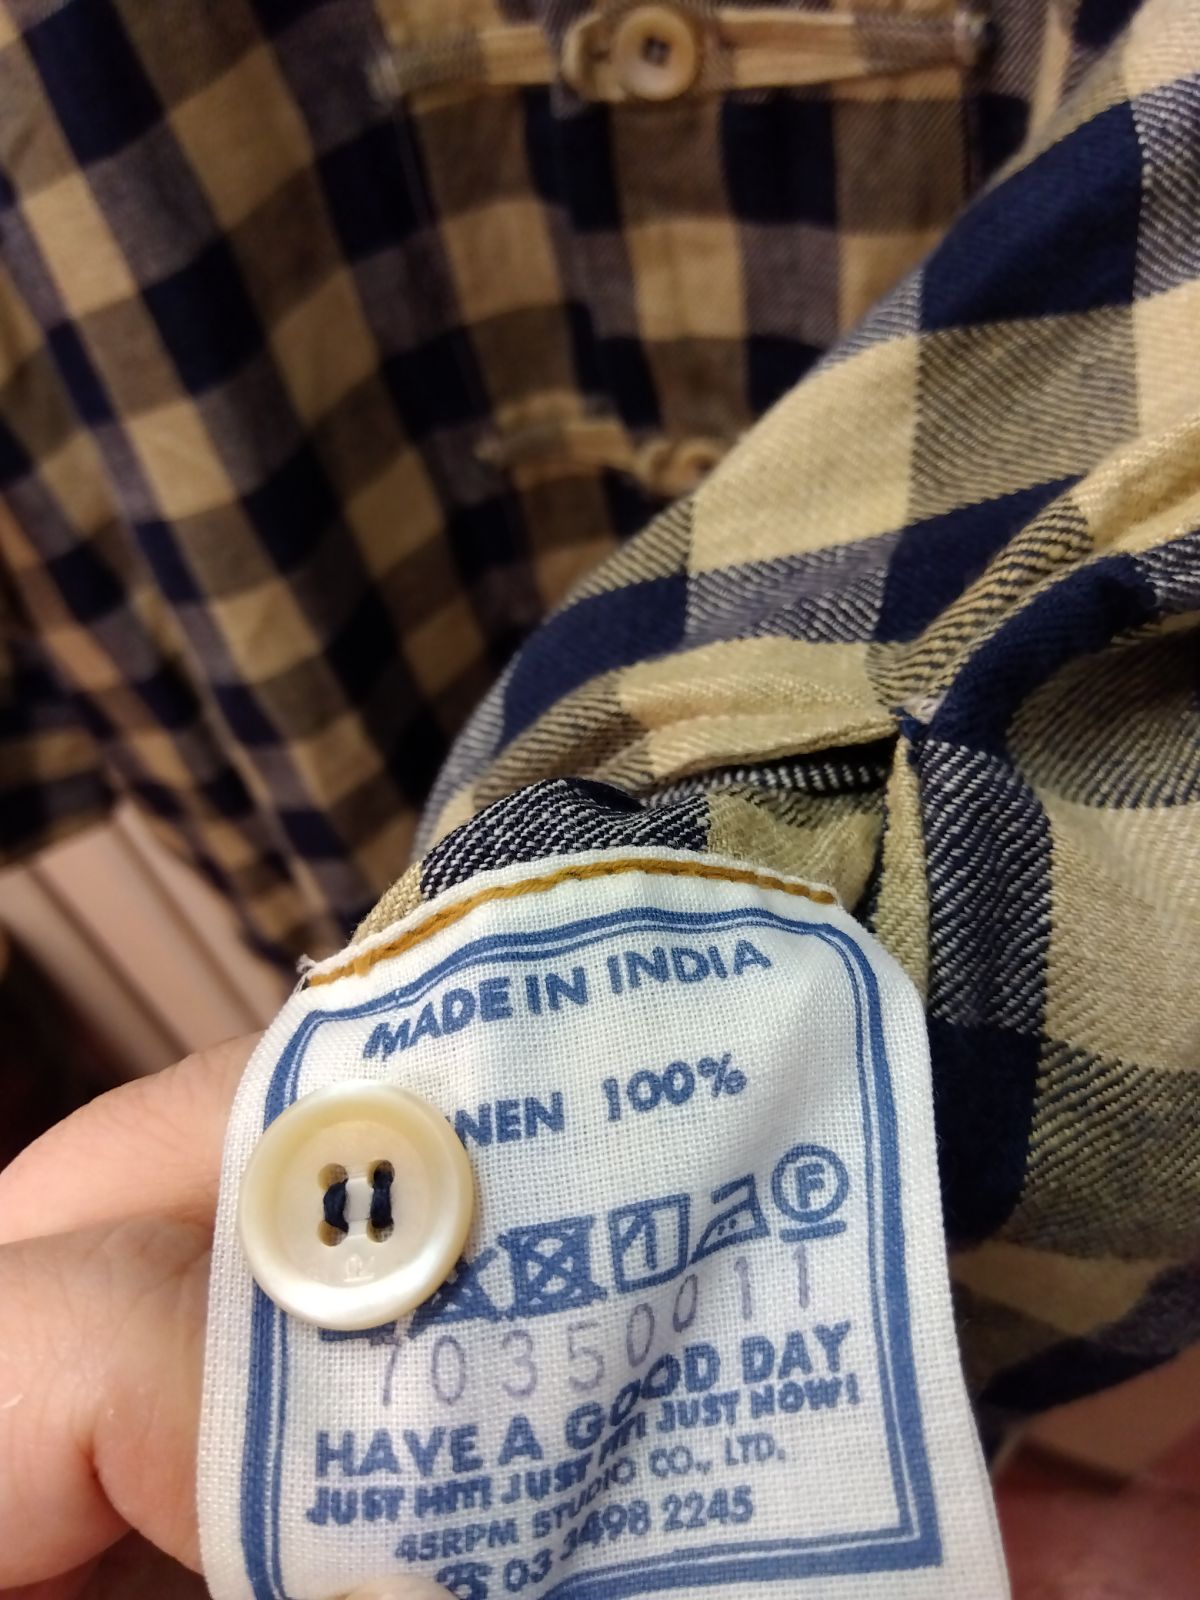 MADE IN INDIA
NEN 100%
F
70350011
HAVE A GOOD DAY
JUST HIT! JUST HIT! JUST NOW!
45RPM STUDIO CO., LTD.
☎ 03 3498 2245
R